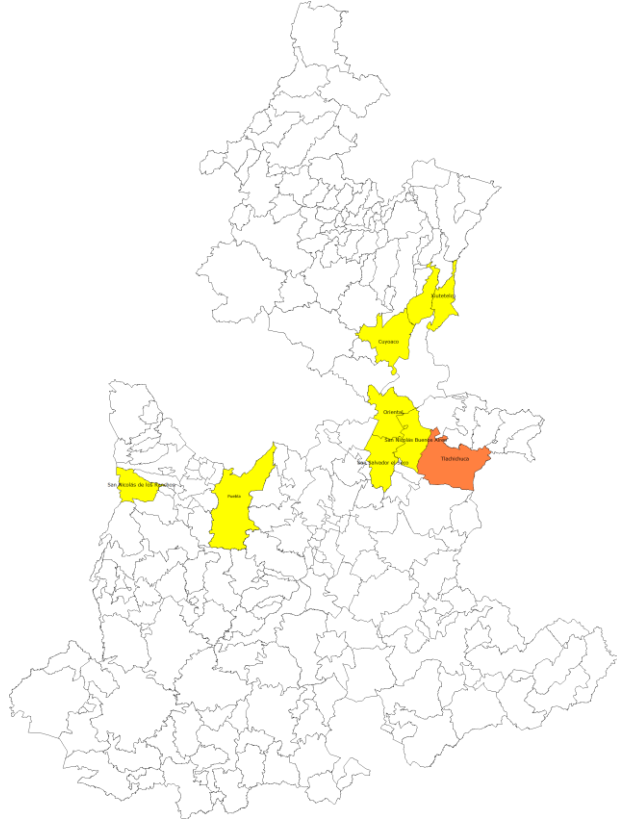 Cuyoaco
Oriental
San Nicolás Buenos Aires
Tlachichuca
San Salvador el Seco
San Nicolás de los Ranchos
Puebla